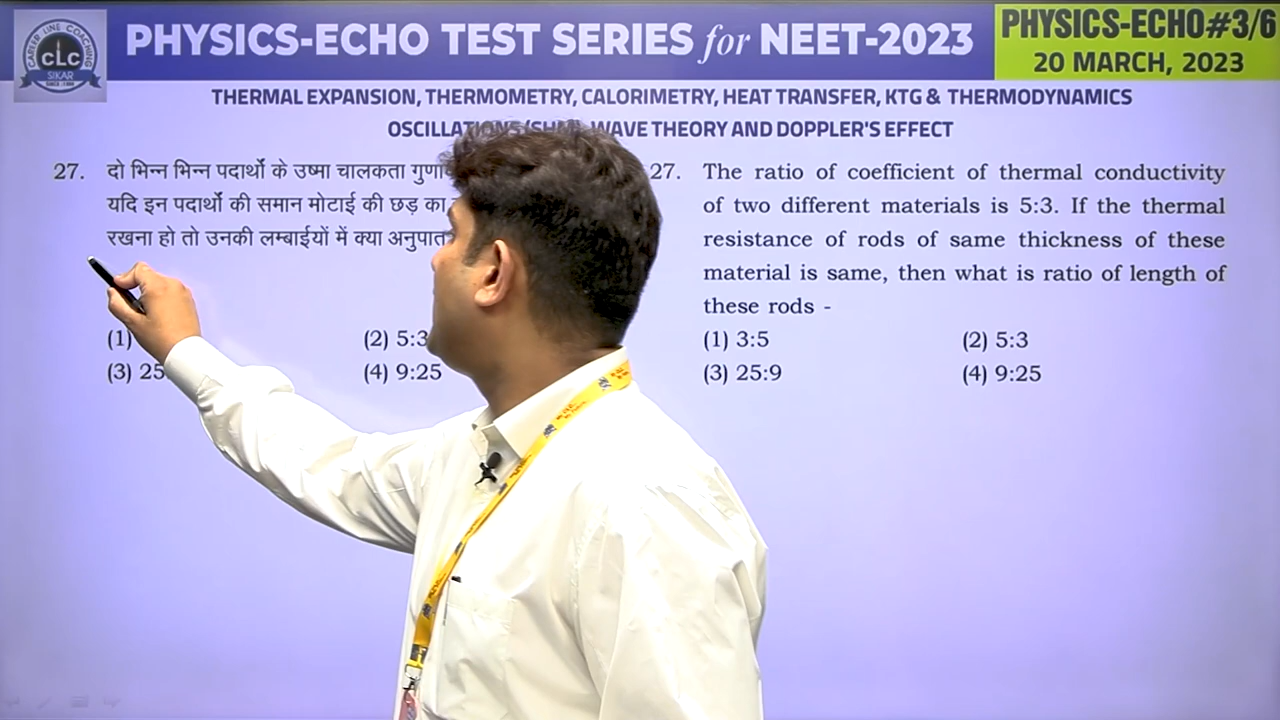 CAREER LINE COACHING
CLC
SIKAR
SINCE : 1996
PHYSICS-ECHO TEST SERIES for NEET-2023
PHYSICS-ECHO#3/6
20 MARCH, 2023
THERMAL EXPANSION, THERMOMETRY, CALORIMETRY, HEAT TRANSFER, KTG & THERMODYNAMICS
WAVE THEORY AND DOPPLER'S EFFECT
27. दो भिन्न भिन्न पदार्थों के उष्मा चालकता
यदि इन पदार्थों की समान मोटाई की छड़ का
रखना हो तो उनकी लम्बाईयों में क्या अनुपात
(1)
(2) 5:3
(3) 25
(4) 9:25
27. The ratio of coefficient of thermal conductivity
of two different materials is 5:3. If the thermal
resistance of rods of same thickness of these
material is same, then what is ratio of length of
these rods -
(1) 3:5
(2) 5:3
(3) 25:9
(4) 9:25